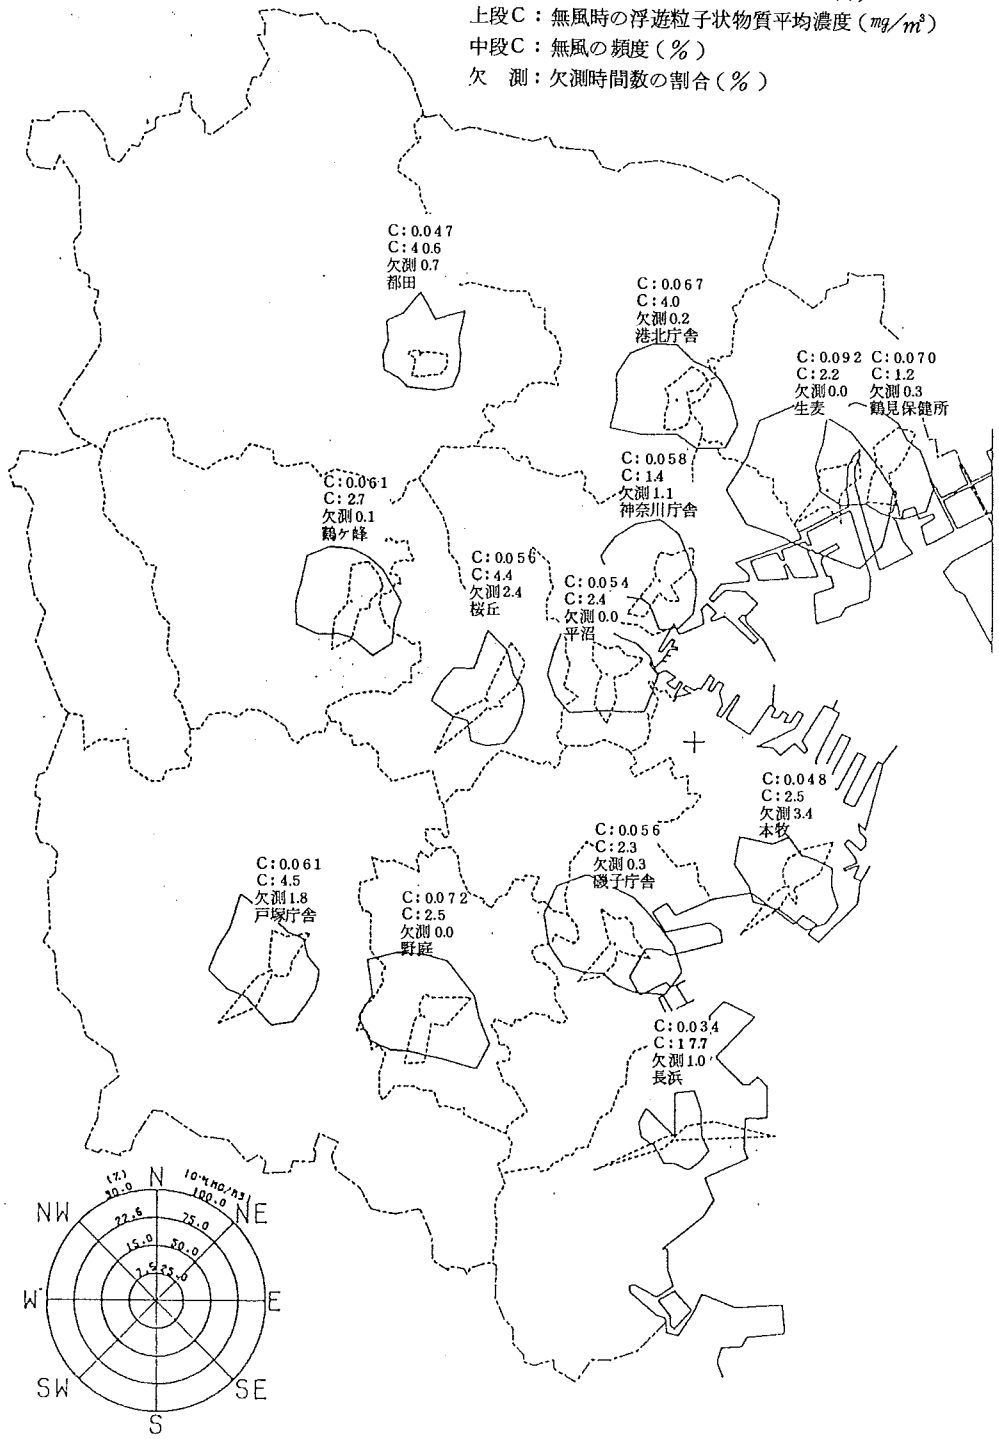 上段C：無風時の浮遊粒子状物質平均濃度(mg/m³)
中段C：無風の頻度(%)
欠　測：欠測時間数の割合(%)
C:0.047
C:40.6
欠測0.7
都田
C:0.067
C:4.0
欠測0.2
港北庁舎
C:0.092
C:2.2
欠測0.0
生麦
C:0.070
C:1.2
欠測0.3
鶴見保健所
C:0.061
C:2.7
欠測0.1
鶴ケ峰
C:0.058
C:1.4
欠測1.1
神奈川庁舎
C:0.056
C:4.4
欠測2.4
桜丘
C:0.054
C:2.4
欠測0.0
平沼
C:0.048
C:2.5
欠測3.4
本牧
C:0.056
C:2.3
欠測0.3
磯子庁舎
C:0.061
C:4.5
欠測1.8
戸塚庁舎
C:0.072
C:2.5
欠測0.0
野庭
C:0.034
C:17.7
欠測1.0
長浜
(%)
30.0
N
100.0
NW
NE
22.6
75.0
15.0
50.0
7.5
25.0
W
E
SW
SE
S